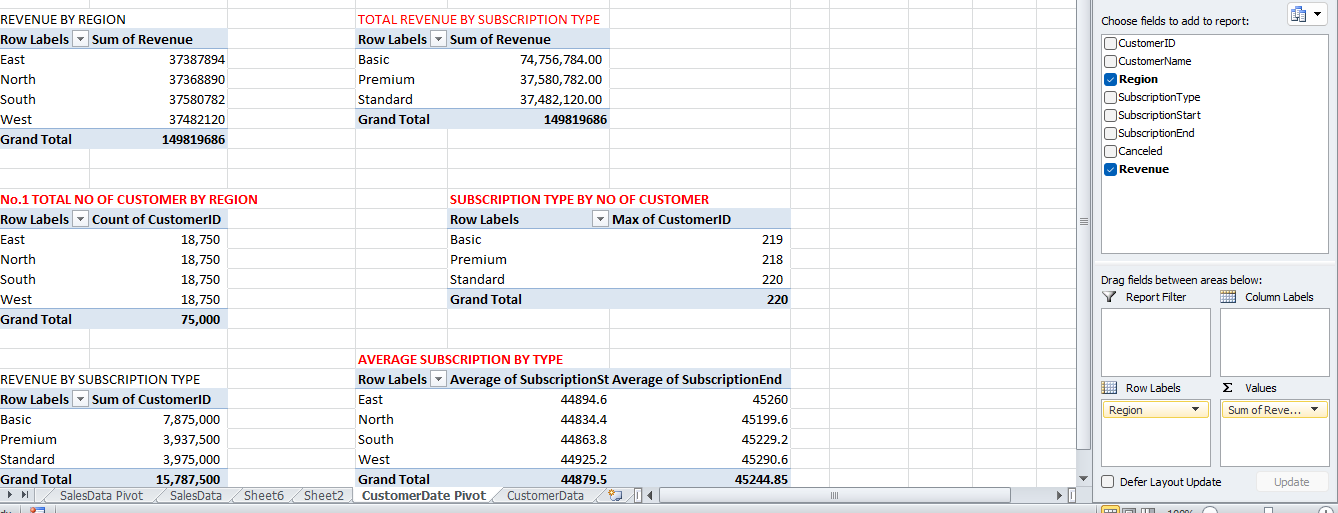 REVENUE BY REGION
Row Labels Sum of Revenue
East 37387894
North 37368890
South 37580782
West 37482120
Grand Total 149819686
TOTAL REVENUE BY SUBSCRIPTION TYPE
Row Labels Sum of Revenue
Basic 74,756,784.00
Premium 37,580,782.00
Standard 37,482,120.00
Grand Total 149819686
No.1 TOTAL NO OF CUSTOMER BY REGION
Row Labels Count of CustomerID
East 18,750
North 18,750
South 18,750
West 18,750
Grand Total 75,000
SUBSCRIPTION TYPE BY NO OF CUSTOMER
Row Labels Max of CustomerID
Basic 219
Premium 218
Standard 220
Grand Total 220
REVENUE BY SUBSCRIPTION TYPE
Row Labels Sum of CustomerID
Basic 7,875,000
Premium 3,937,500
Standard 3,975,000
Grand Total 15,787,500
AVERAGE SUBSCRIPTION BY TYPE
Row Labels Average of SubscriptionSt Average of SubscriptionEnd
East 44894.6 45260
North 44834.4 45199.6
South 44863.8 45229.2
West 44925.2 45290.6
Grand Total 44879.5 45244.85
SalesData Pivot SalesData Sheet6 Sheet2 CustomerDate Pivot CustomerData
Choose fields to add to report:
CustomerID
CustomerName
Region
SubscriptionType
SubscriptionStart
SubscriptionEnd
Canceled
Revenue
Drag fields between areas below:
Report Filter Column Labels
Row Labels Σ Values
Region Sum of Reve...
Defer Layout Update Update